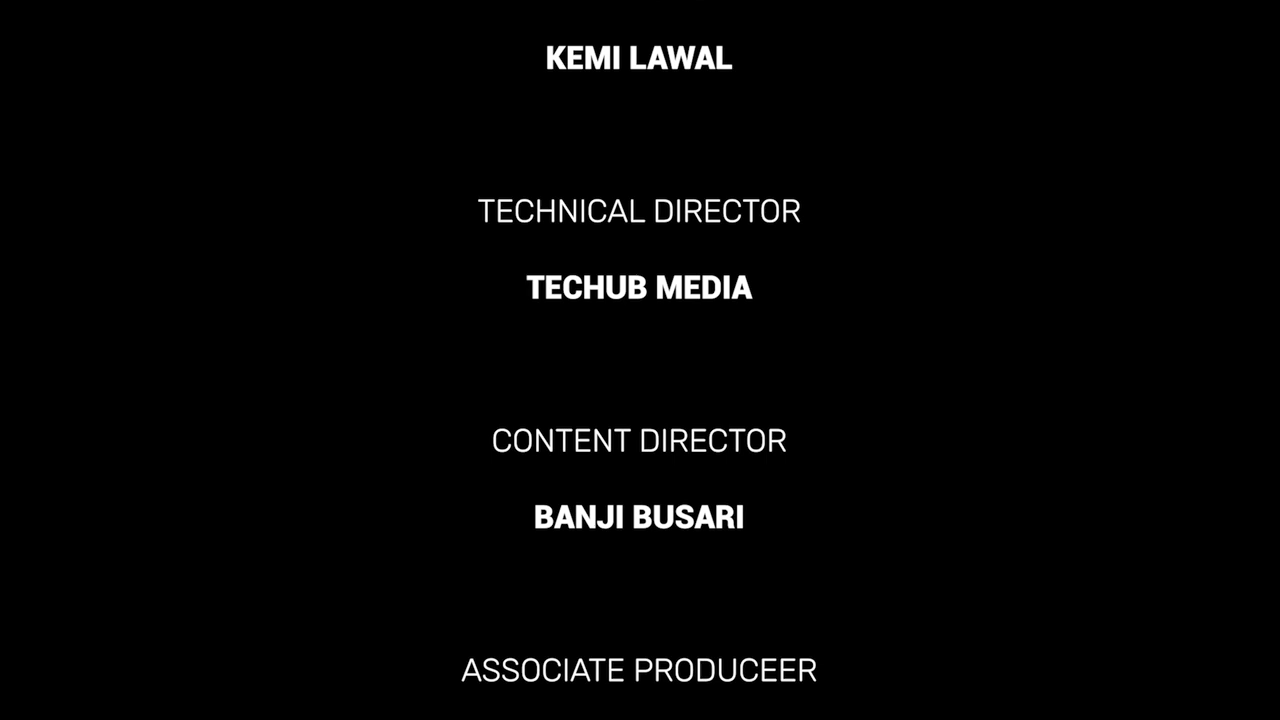 KEMI LAWAL
TECHNICAL DIRECTOR
TECHUB MEDIA
CONTENT DIRECTOR
BANJI BUSARI
ASSOCIATE PRODUCEER